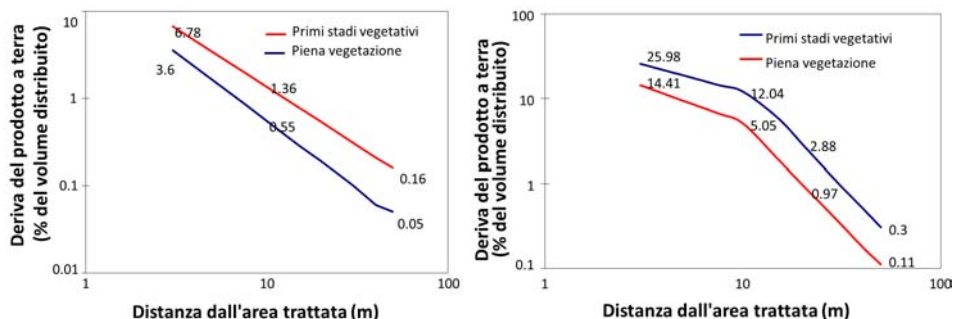 Deriva del prodotto a terra
(% del volume distribuito)
10
1
0.1
0.01
6.78
3.6
1.36
0.55
0.16
0.05
Primi stadi vegetativi
Piena vegetazione
1
10
100
Distanza dall'area trattata (m)
Deriva del prodotto a terra
(% del volume distribuito)
100
10
1
0.1
25.98
14.41
12.04
5.05
2.88
0.97
0.3
0.11
Primi stadi vegetativi
Piena vegetazione
1
10
100
Distanza dall'area trattata (m)